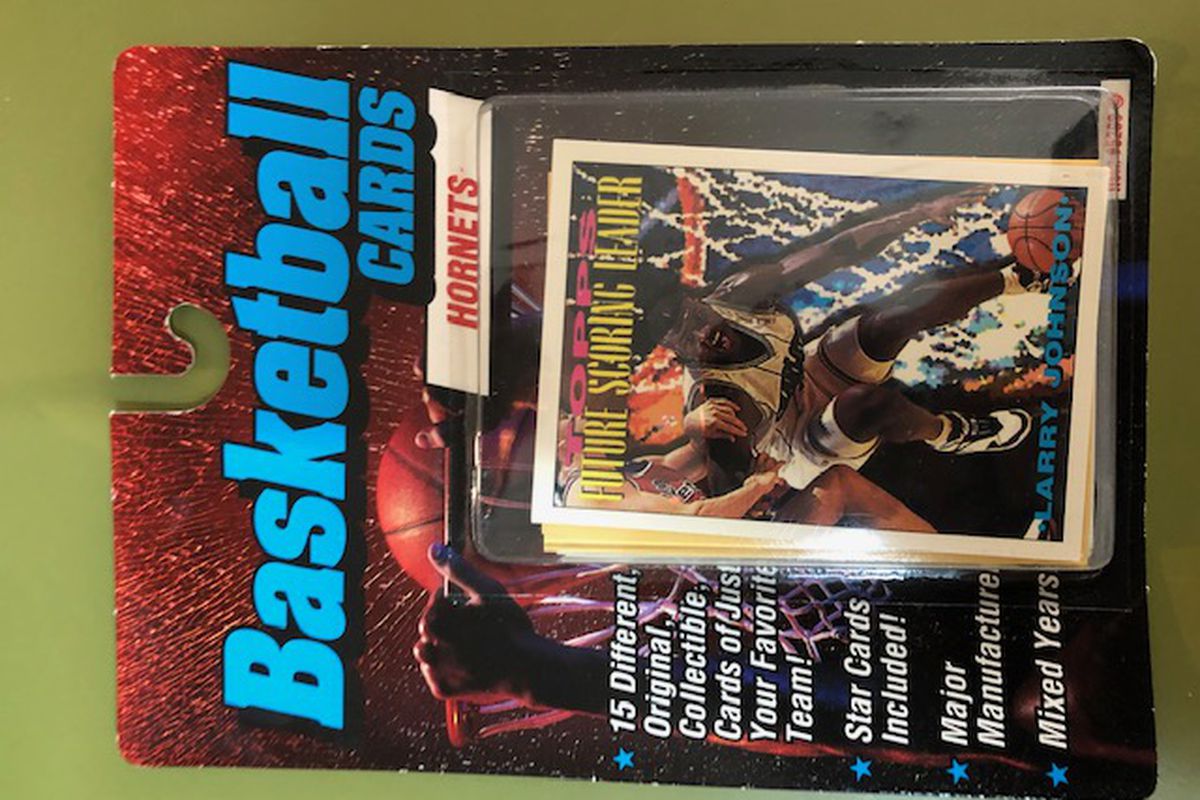 Basketball
CARDS
HORNETS
TOPPS
FUTURE SCORING LEADER
LARRY JOHNSON
15 Different,
Original,
Collectible,
Cards of Just
Your Favorite
Team!
Star Cards
Included!
Major
Manufacturer
Mixed Years